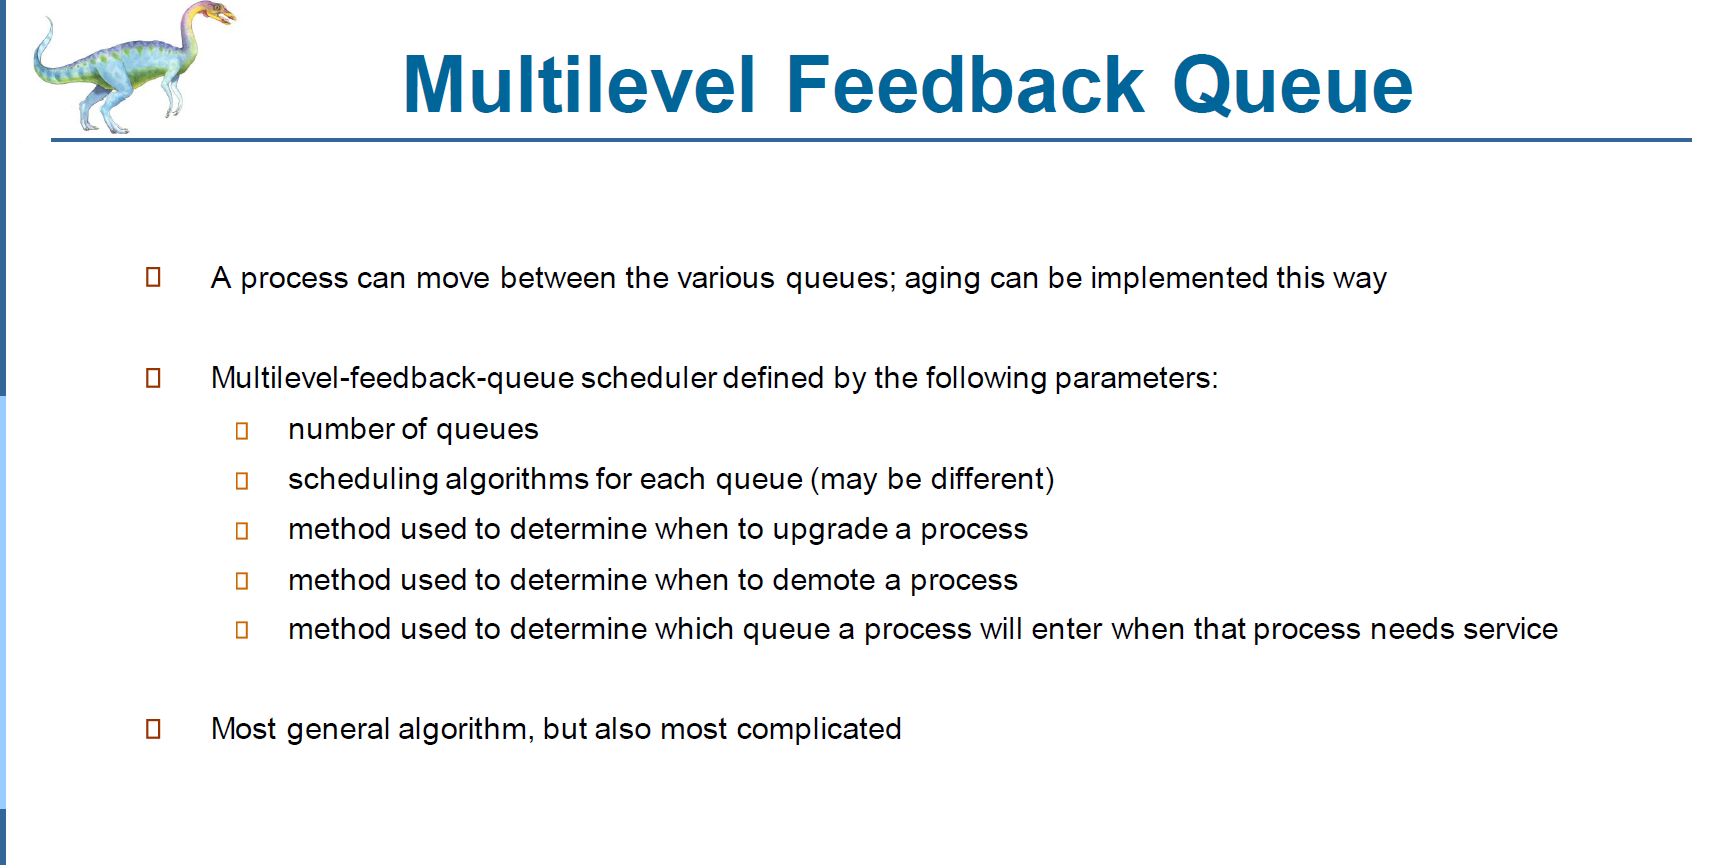 Multilevel Feedback Queue
A process can move between the various queues; aging can be implemented this way
Multilevel-feedback-queue scheduler defined by the following parameters:
number of queues
scheduling algorithms for each queue (may be different)
method used to determine when to upgrade a process
method used to determine when to demote a process
method used to determine which queue a process will enter when that process needs service
Most general algorithm, but also most complicated